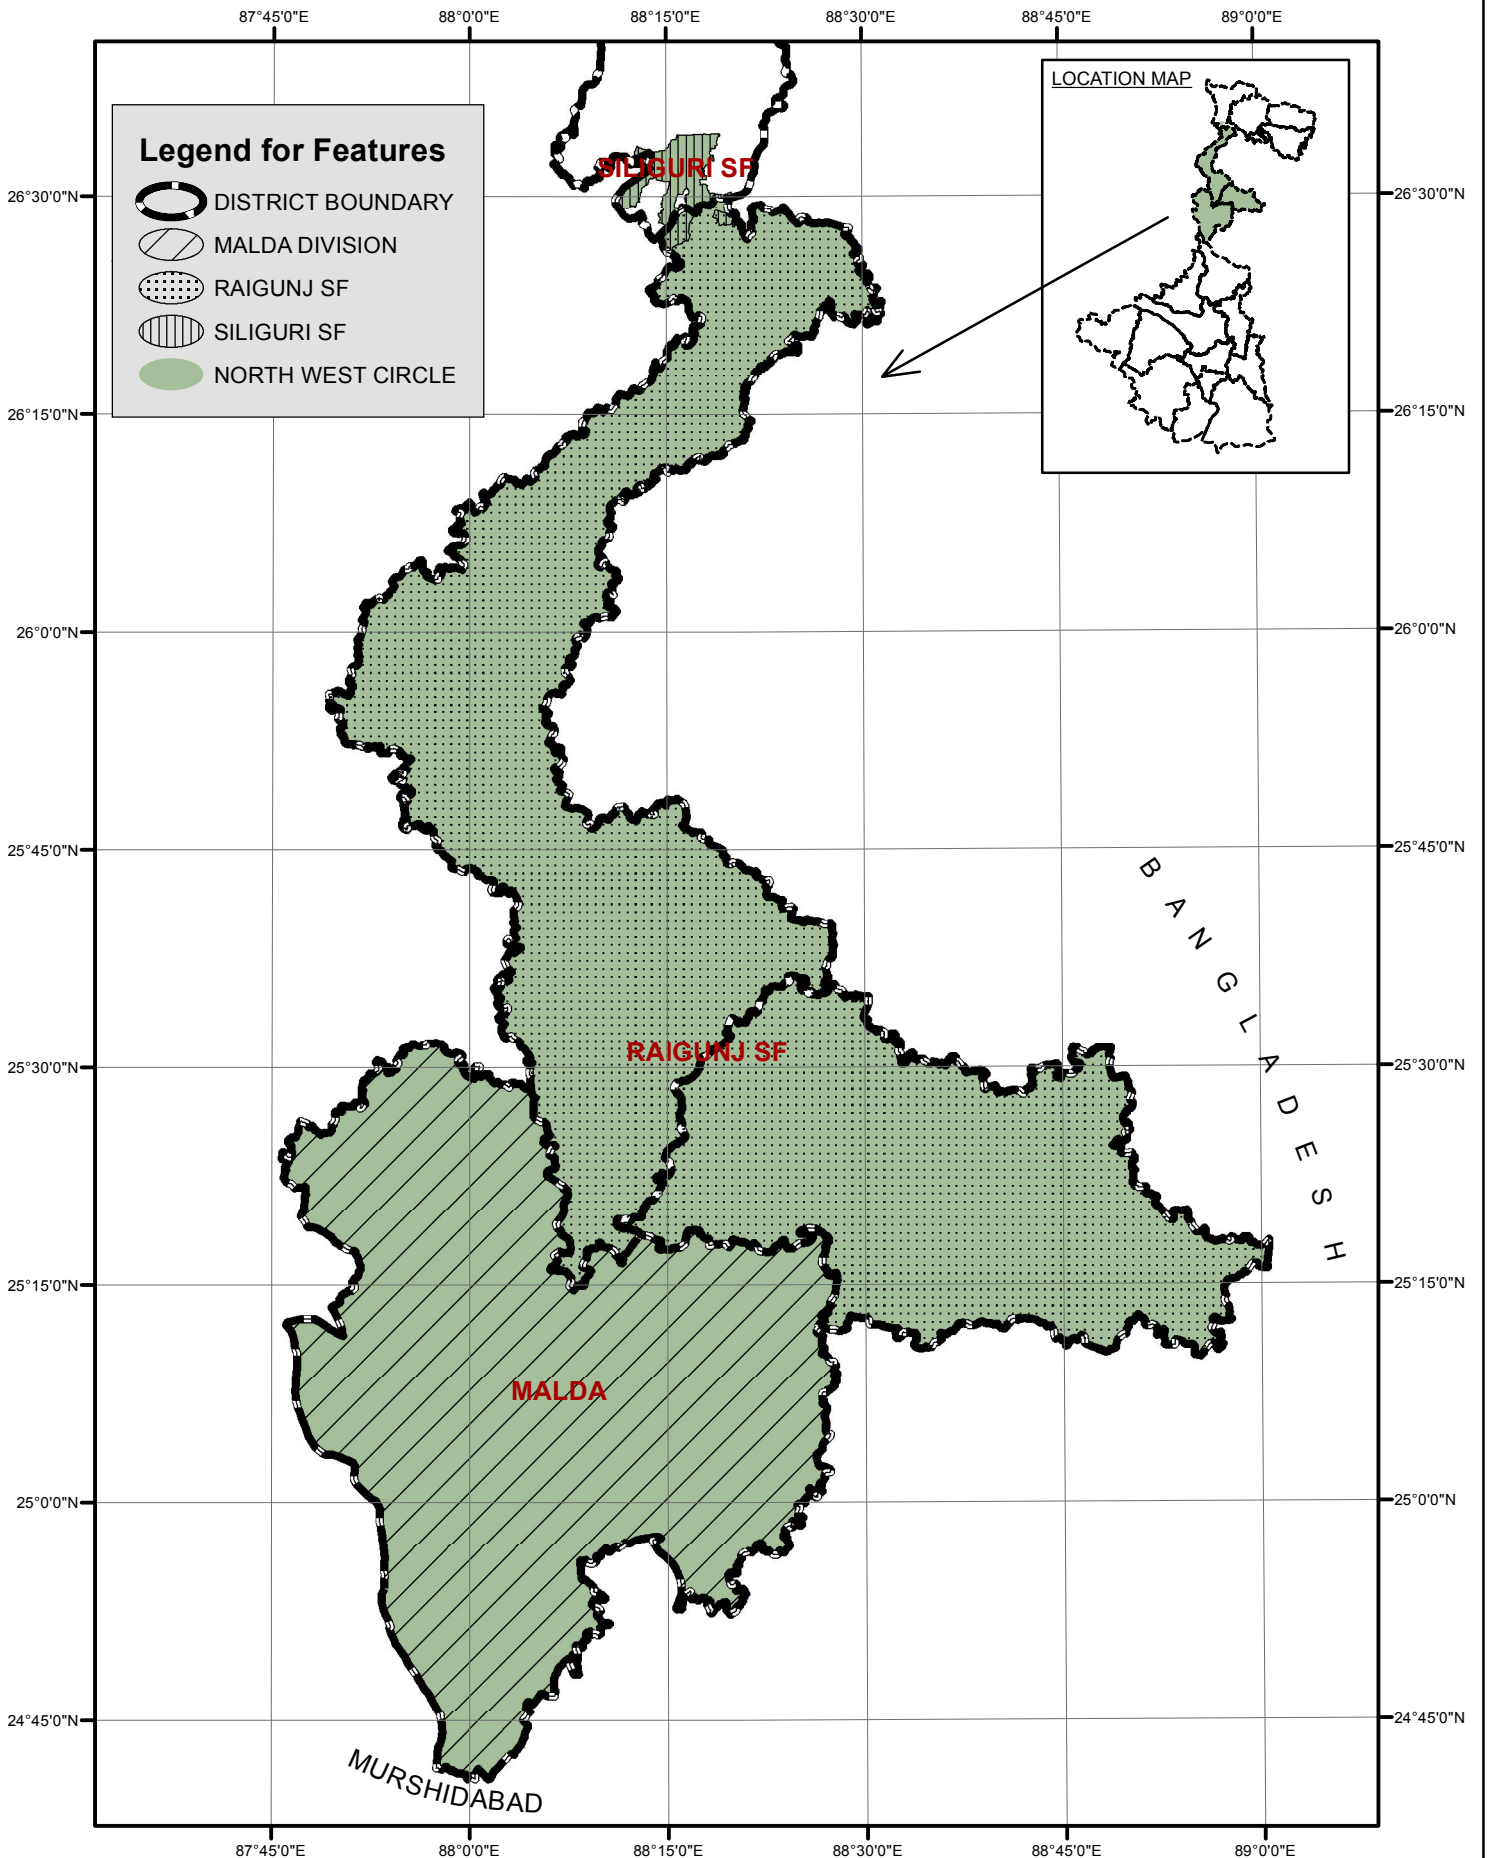 87°45'0"E 88°0'0"E 88°15'0"E 88°30'0"E 88°45'0"E 89°0'0"E
LOCATION MAP
Legend for Features
DISTRICT BOUNDARY
MALDA DIVISION
RAIGUNJ SF
SILIGURI SF
NORTH WEST CIRCLE
SILIGURI SF
26°30'0"N 26°30'0"N
26°15'0"N 26°15'0"N
26°0'0"N 26°0'0"N
25°45'0"N 25°45'0"N
BANGLADESH
RAIGUNJ SF
25°30'0"N 25°30'0"N
25°15'0"N 25°15'0"N
MALDA
25°0'0"N 25°0'0"N
24°45'0"N 24°45'0"N
MURSHIDABAD
87°45'0"E 88°0'0"E 88°15'0"E 88°30'0"E 88°45'0"E 89°0'0"E